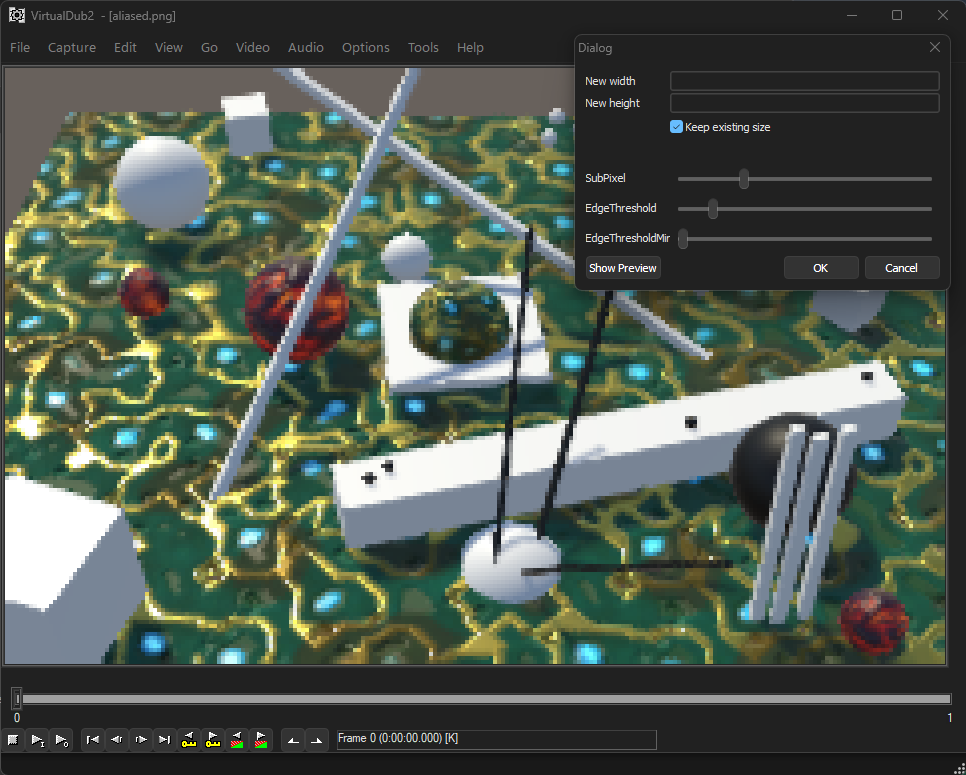 VirtualDub2 - [aliased.png]
File Capture Edit View Go Video Audio Options Tools Help
Dialog
New width
New height
Keep existing size
SubPixel
EdgeThreshold
EdgeThresholdMir
Show Preview OK Cancel
0 1
Frame 0 (0:00:00.000) [K]